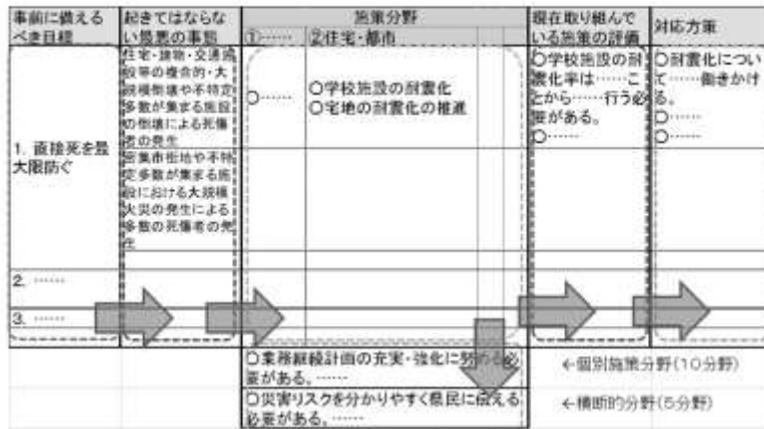 事前に備える
べき目標
起きてはならな
い最悪の事態
施策分野
①……
②住宅・都市
現在取り組んで
いる施策の評価
対応方策
1. 直接死を最
大限防ぐ
住宅・建物・交通施
設等の複合的・大
規模倒壊や不特定
多数が集まる施設
の倒壊による死傷
者の発生
密集市街地や不特
定多数が集まる施
設における大規模
火災の発生による
多数の死傷者の発
生
〇……
〇学校施設の耐震化
〇宅地の耐震化の推進
〇学校施設の耐
震化率は……こ
とから……行う必
要がある。
〇……
〇耐震化につい
て……働きかけ
る。
〇……
〇……
2. ……
3. ……
〇業務継続計画の充実・強化に努める必
要がある。……
←個別施策分野(10分野)
〇災害リスクを分かりやすく県民に伝える
必要がある。……
←横断的分野(5分野)